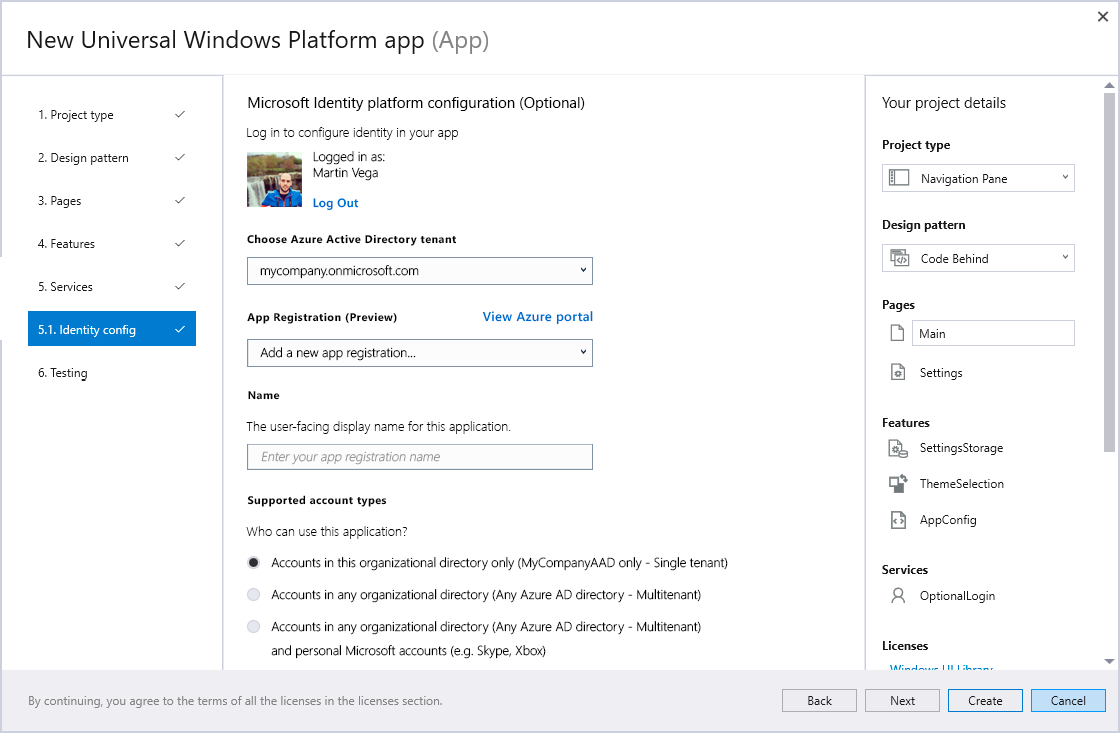 New Universal Windows Platform app (App)
1. Project type
2. Design pattern
3. Pages
4. Features
5. Services
5.1. Identity config
6. Testing
Microsoft Identity platform configuration (Optional)
Log in to configure identity in your app
Logged in as:
Martin Vega
Log Out
Choose Azure Active Directory tenant
mycompany.onmicrosoft.com
App Registration (Preview)
View Azure portal
Add a new app registration...
Name
The user-facing display name for this application.
Enter your app registration name
Supported account types
Who can use this application?
Accounts in this organizational directory only (MyCompanyAAD only - Single tenant)
Accounts in any organizational directory (Any Azure AD directory - Multitenant)
Accounts in any organizational directory (Any Azure AD directory - Multitenant)
and personal Microsoft accounts (e.g. Skype, Xbox)
Your project details
Project type
Navigation Pane
Design pattern
Code Behind
Pages
Main
Settings
Features
SettingsStorage
ThemeSelection
AppConfig
Services
OptionalLogin
Licenses
Windows UI Library
By continuing, you agree to the terms of all the licenses in the licenses section.
Back
Next
Create
Cancel